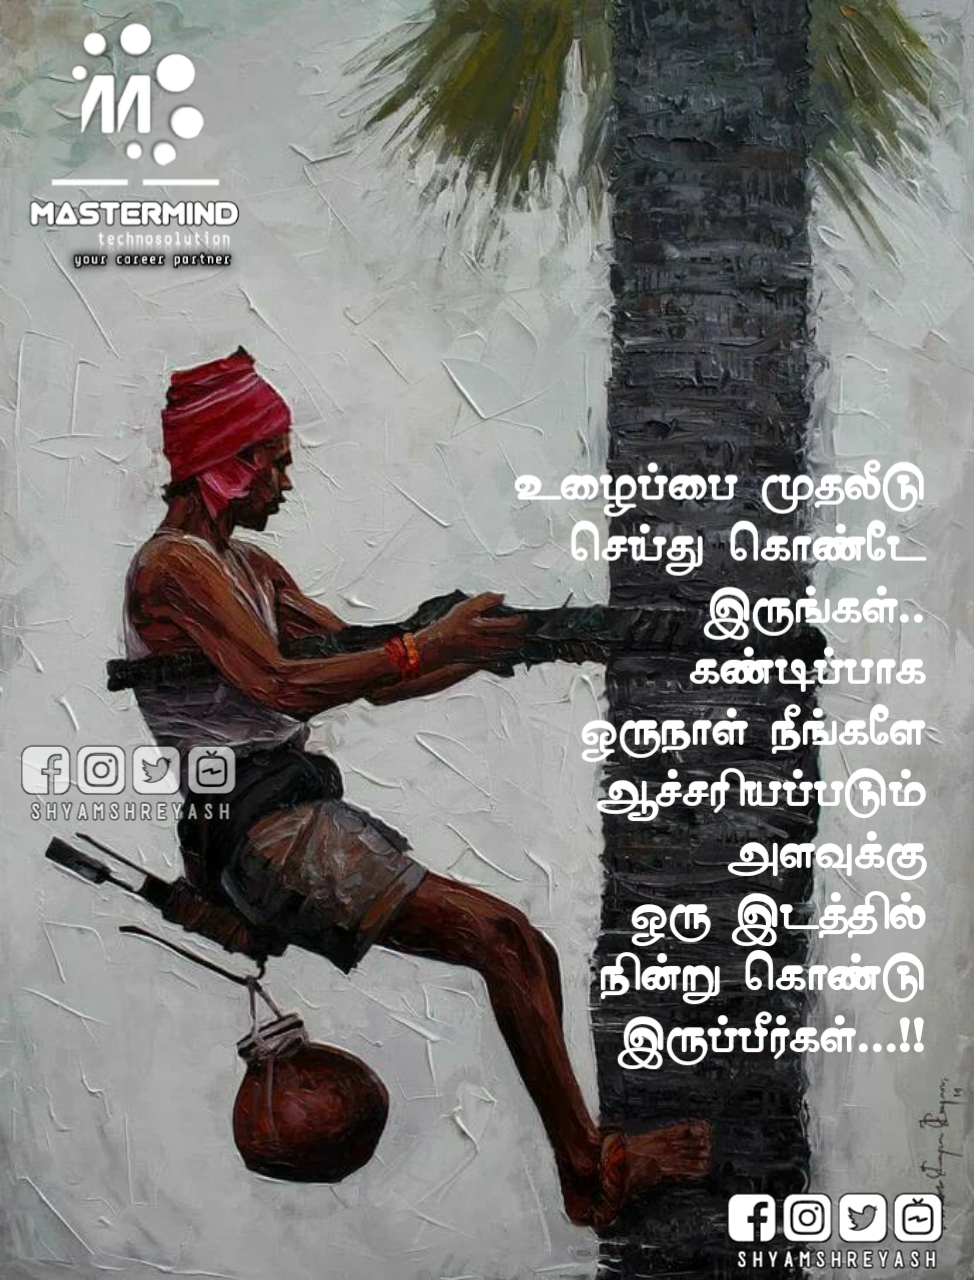 M
MASTERMIND
technosolution
your career partner
உழைப்பை முதலீடு
செய்து கொண்டே
இருங்கள்..
கண்டிப்பாக
ஒருநாள் நீங்களே
ஆச்சரியப்படும்
அளவுக்கு
ஒரு இடத்தில்
நின்று கொண்டு
இருப்பீர்கள்...!!
SHYAMSHREYASH
SHYAMSHREYASH